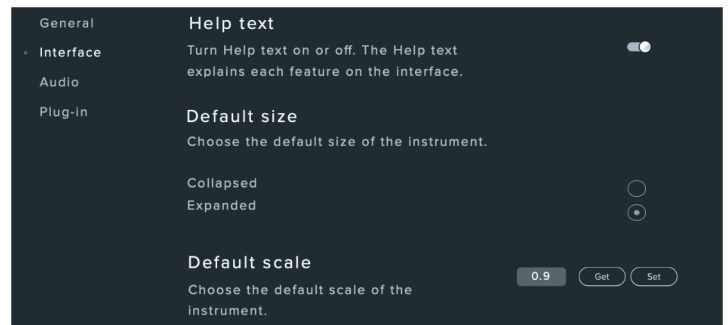 General
Interface
Audio
Plug-in
Help text
Turn Help text on or off. The Help text
explains each feature on the interface.
Default size
Choose the default size of the instrument.
Collapsed
Expanded
Default scale
Choose the default scale of the
instrument.
0.9 Get Set